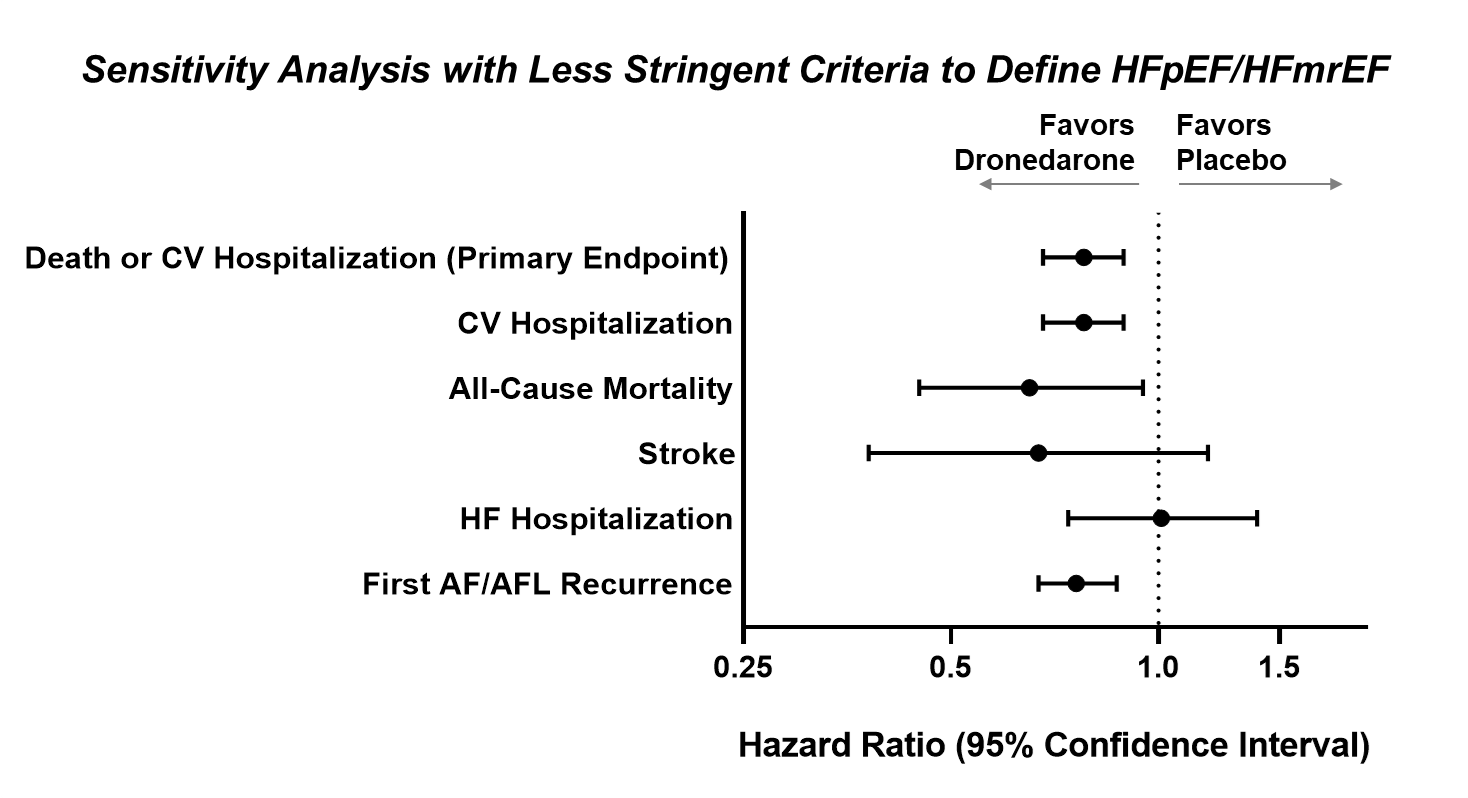 Sensitivity Analysis with Less Stringent Criteria to Define HFpEF/HFmrEF
Favors
Dronedarone
Favors
Placebo
Death or CV Hospitalization (Primary Endpoint)
CV Hospitalization
All-Cause Mortality
Stroke
HF Hospitalization
First AF/AFL Recurrence
0.25 0.5 1.0 1.5
Hazard Ratio (95% Confidence Interval)